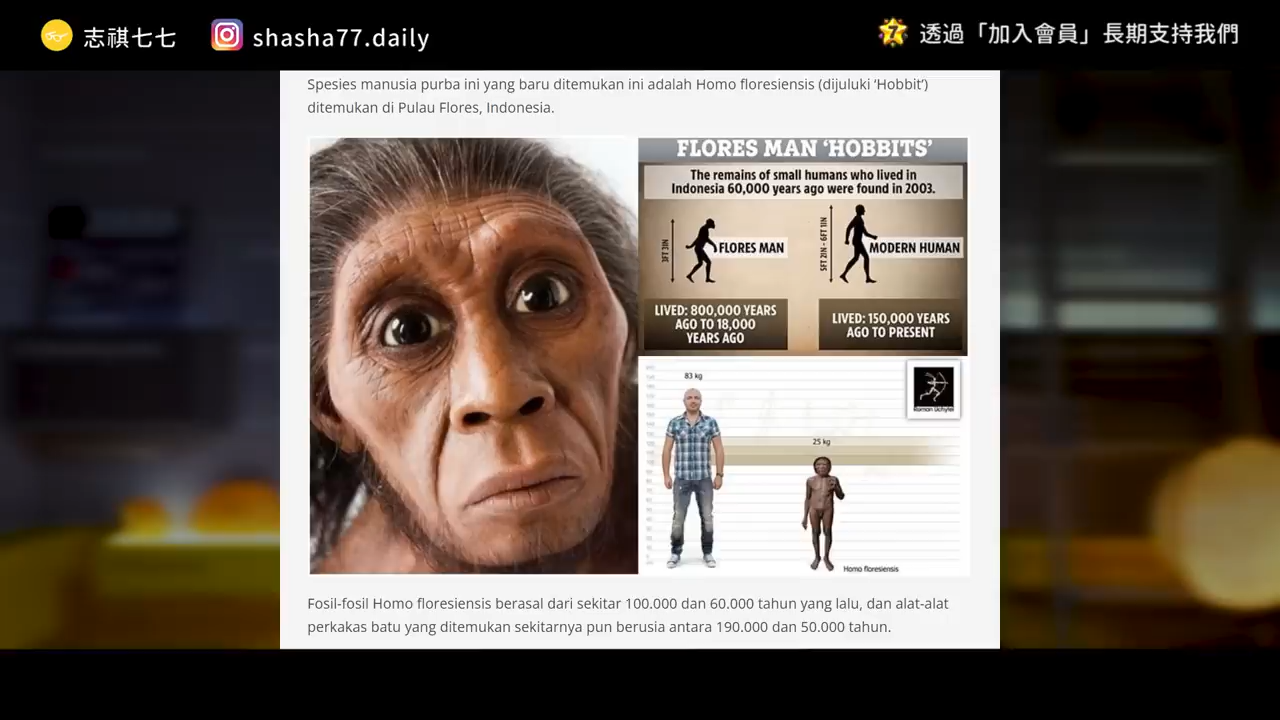 志祺七七
shasha77.daily
透過「加入會員」長期支持我們
Spesies manusia purba ini yang baru ditemukan ini adalah Homo floresiensis (dijuluki ‘Hobbit’)
ditemukan di Pulau Flores, Indonesia.
FLORES MAN ‘HOBBITS’
The remains of small humans who lived in
Indonesia 60,000 years ago were found in 2003.
3FT 3IN
FLORES MAN
5FT 2IN - 6FT 1IN
MODERN HUMAN
LIVED: 800,000 YEARS
AGO TO 18,000
YEARS AGO
LIVED: 150,000 YEARS
AGO TO PRESENT
83 kg
25 kg
Roman Uchytel
Homo floresiensis
Fosil-fosil Homo floresiensis berasal dari sekitar 100.000 dan 60.000 tahun yang lalu, dan alat-alat
perkakas batu yang ditemukan sekitarnya pun berusia antara 190.000 dan 50.000 tahun.